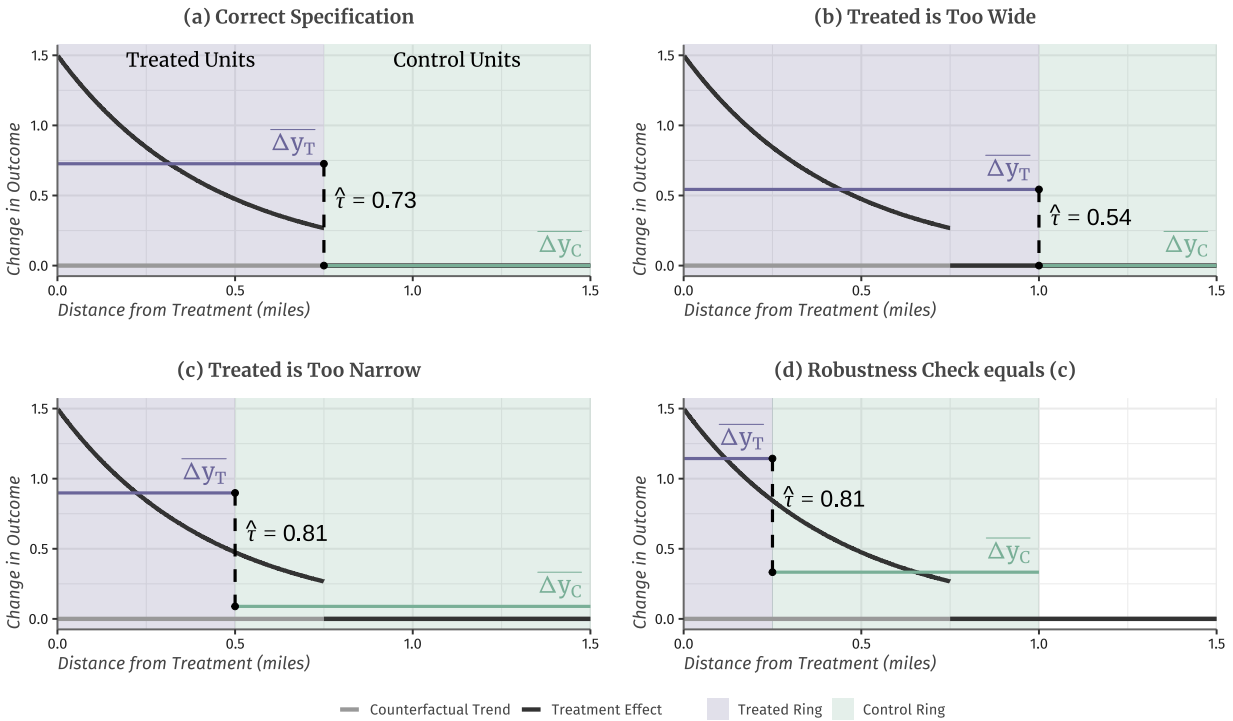 (a) Correct Specification
Treated Units
Control Units
Change in Outcome
1.5
1.0
0.5
0.0
Δy_T
τ̂ = 0.73
Δy_C
0.0 0.5 1.0 1.5
Distance from Treatment (miles)
(b) Treated is Too Wide
Change in Outcome
1.5
1.0
0.5
0.0
Δy_T
τ̂ = 0.54
Δy_C
0.0 0.5 1.0 1.5
Distance from Treatment (miles)
(c) Treated is Too Narrow
Change in Outcome
1.5
1.0
0.5
0.0
Δy_T
τ̂ = 0.81
Δy_C
0.0 0.5 1.0 1.5
Distance from Treatment (miles)
(d) Robustness Check equals (c)
Change in Outcome
1.5
1.0
0.5
0.0
Δy_T
τ̂ = 0.81
Δy_C
0.0 0.5 1.0 1.5
Distance from Treatment (miles)
Counterfactual Trend Treatment Effect Treated Ring Control Ring